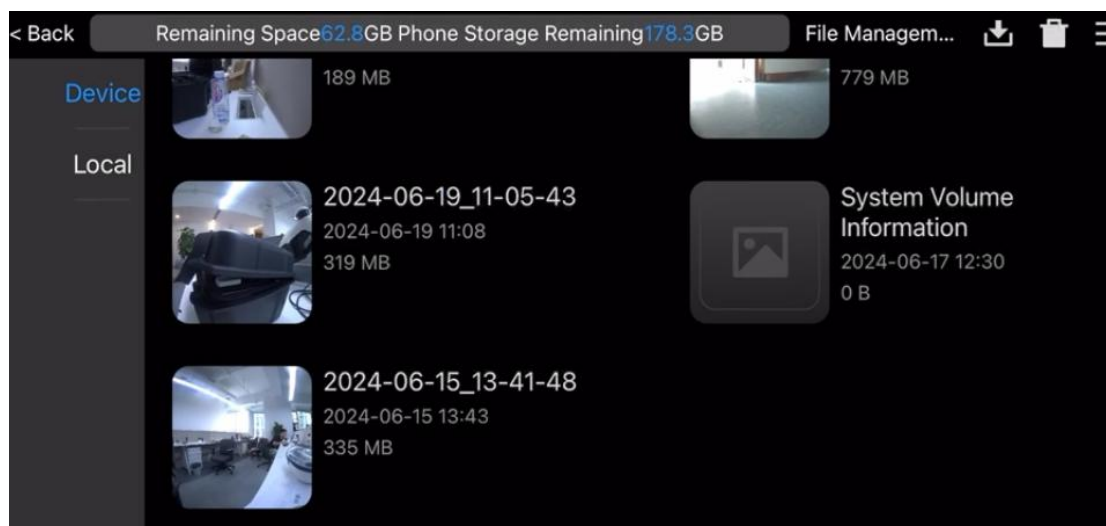 < Back
Remaining Space62.8GB Phone Storage Remaining178.3GB
File Managem...
Device
Local
189 MB
779 MB
2024-06-19_11-05-43
2024-06-19 11:08
319 MB
System Volume
Information
2024-06-17 12:30
0 B
2024-06-15_13-41-48
2024-06-15 13:43
335 MB